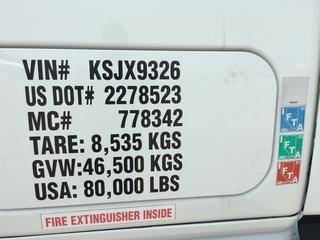 VIN# KSJX9326
US DOT# 2278523
MC# 778342
TARE: 8,535 KGS
GVW:46,500 KGS
USA: 80,000 LBS
FIRE EXTINGUISHER INSIDE
IFTA
IFTA
IFTA